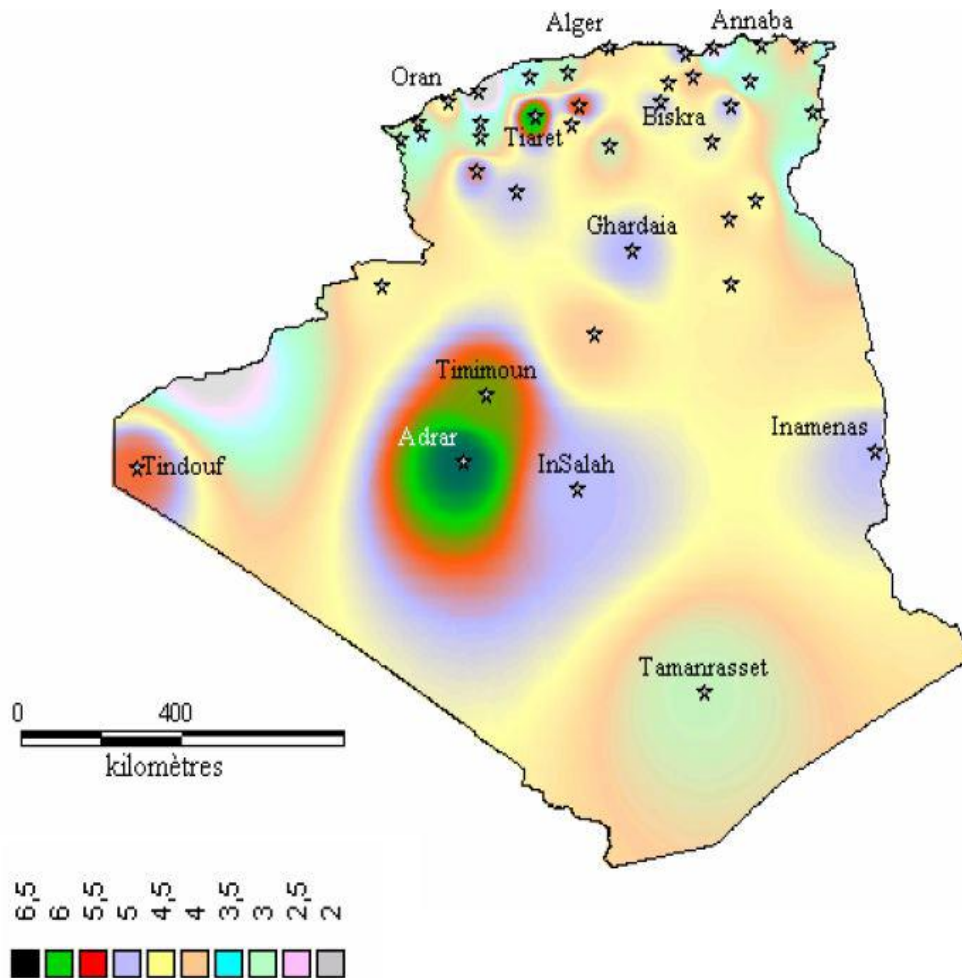 Alger
Annaba
Oran
Biskra
Tiaret
Ghardaia
Timimoun
Adrar
Inamenas
Tindouf
InSalah
Tamanrasset
0 400
kilomètres
6,5 6 5,5 5 4,5 4 3,5 3 2,5 2